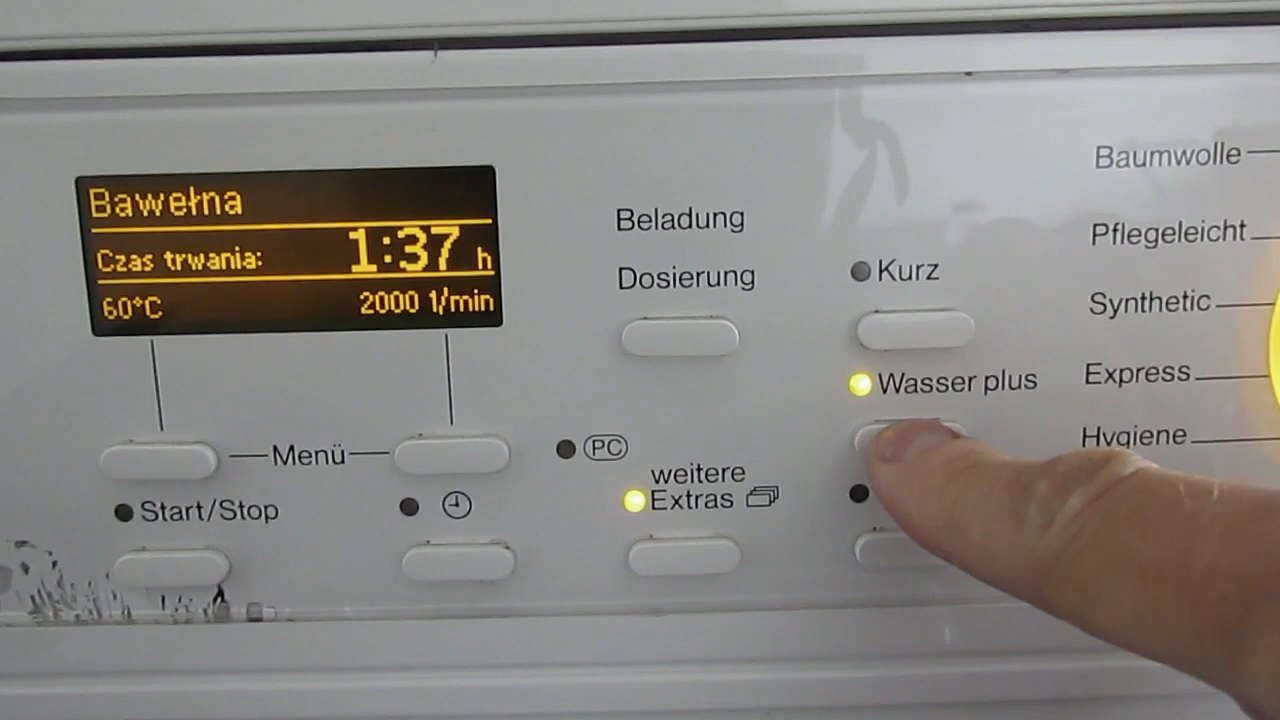 Bawełna
Czas trwania: 1:37 h
60°C 2000 1/min
Menü
Start/Stop
Beladung
Dosierung
PC
weitere
Extras
Kurz
Wasser plus
Baumwolle
Pflegeleicht
Synthetic
Express
Hygiene